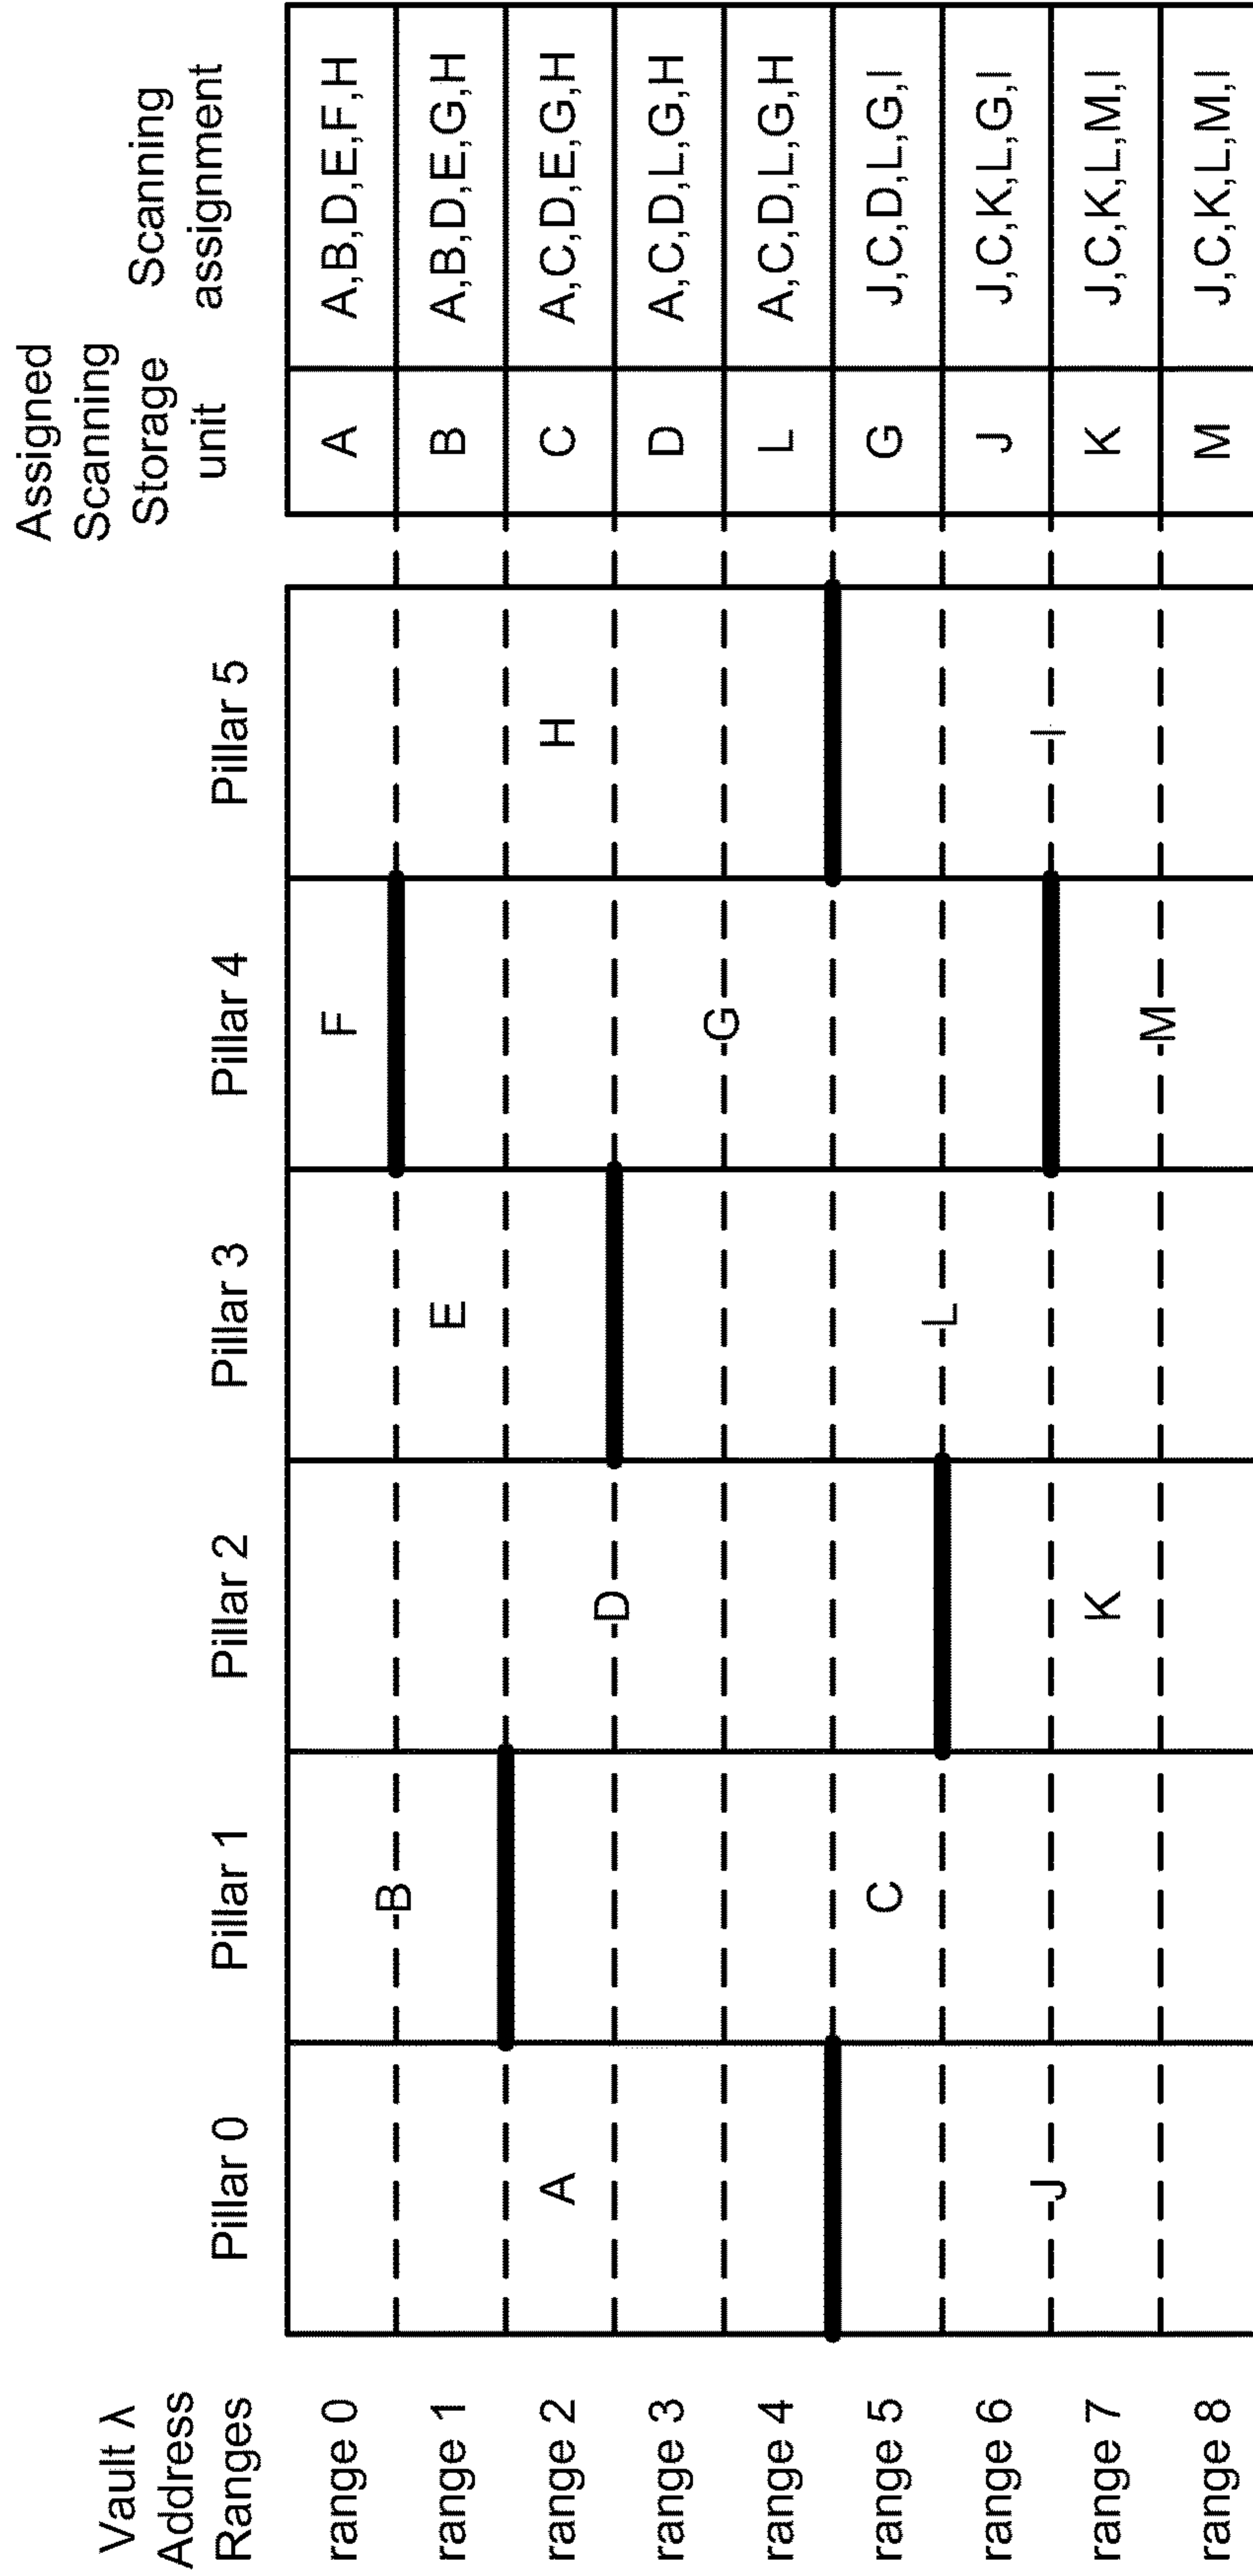 Vault λ
Address
Ranges
Pillar 0
Pillar 1
Pillar 2
Pillar 3
Pillar 4
Pillar 5
Assigned
Scanning
Storage
unit
Scanning
assignment
range 0
F
A
A,B,D,E,F,H
B
range 1
E
B
A,B,D,E,G,H
range 2
A
H
C
A,C,D,E,G,H
D
range 3
D
A,C,D,L,G,H
G
range 4
L
A,C,D,L,G,H
range 5
C
G
J,C,D,L,G,I
L
range 6
J
J,C,K,L,G,I
J
I
range 7
K
K
J,C,K,L,M,I
M
range 8
M
J,C,K,L,M,I